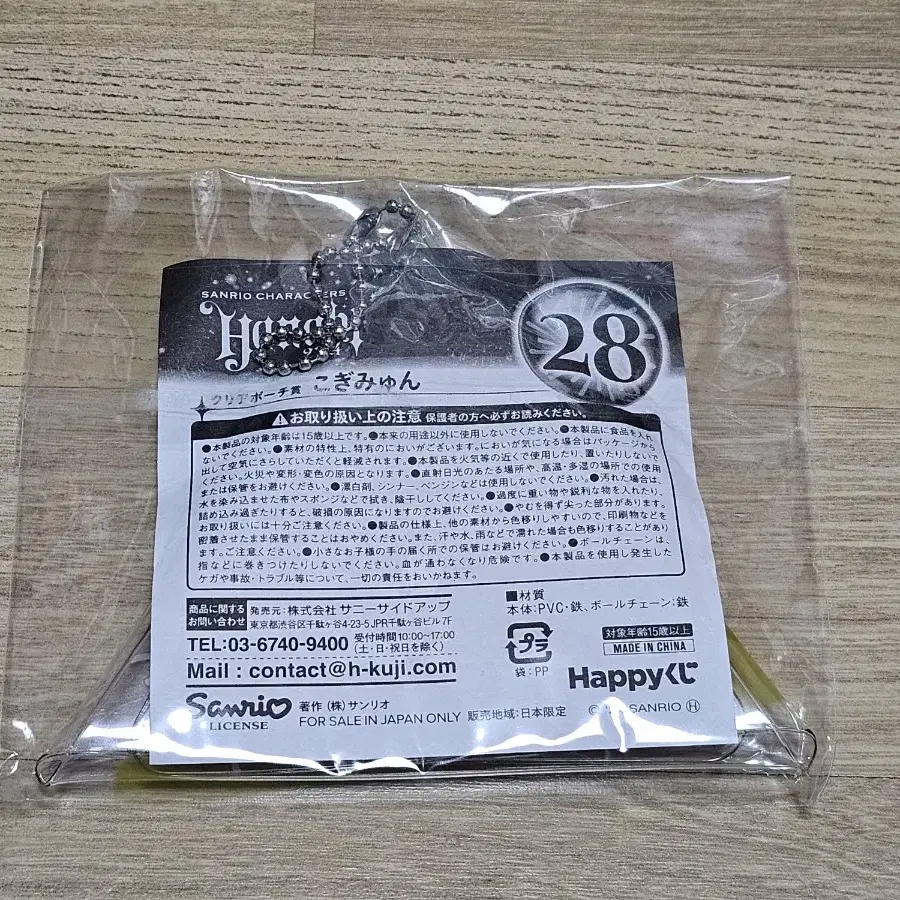 SANRIO CHARACTERS
Hanabi
28
クリアポーチ賞 こぎみゅん
お取り扱い上の注意 保護者の方へ必ずお読みください。
●本製品の対象年齢は15歳以上です。●本来の用途以外に使用しないでください。●本製品に食品を入れ
ないでください。●素材の特性上、特有のにおいがございます。においが気になる場合はパッケージから
出して空気にさらしていただくと軽減されます。●本製品を火気等の近くで使用したり、置いたりしないで
ください。火災や変形・変色の原因となります。●直射日光のあたる場所や、高温・多湿の場所での使用
または保管をお避けください。●漂白剤、シンナー、ベンジンなどは使用しないでください。●汚れた場合は、
水を染み込ませた布やスポンジなどで拭き、陰干ししてください。●過度に重い物や鋭利な物を入れたり、
詰め込み過ぎたりすると、破損の原因になりますのでお避けください。●やむを得ず尖った部分があります。
お取り扱いには十分ご注意ください。●製品の仕様上、他の素材から色移りしやすいので、印刷物などを
密着させたまま保管することはおやめください。また、汗や水、雨などで濡れた場合も色移りすることがあり
ます。ご注意ください。●小さなお子様の手の届く所での保管はお避けください。●ボールチェーンは、
指などに巻きつけたりしないでください。血が通わなくなり危険です。●本製品を使用し発生した
ケガや事故・トラブル等について、一切の責任をおいかねます。
商品に関する
お問い合わせ
発売元:株式会社 サニーサイドアップ
東京都渋谷区千駄ヶ谷4-23-5 JPR千駄ヶ谷ビル7F
TEL:03-6740-9400 受付時間10:00~17:00
(土・日・祝日を除く)
Mail : contact@h-kuji.com
■材質
本体:PVC・鉄、ボールチェーン:鉄
プラ
袋:PP
対象年齢15歳以上
MADE IN CHINA
Happyくじ
Sanrio
LICENSE
著作 (株) サンリオ
FOR SALE IN JAPAN ONLY 販売地域:日本限定
SANRIO Ⓗ